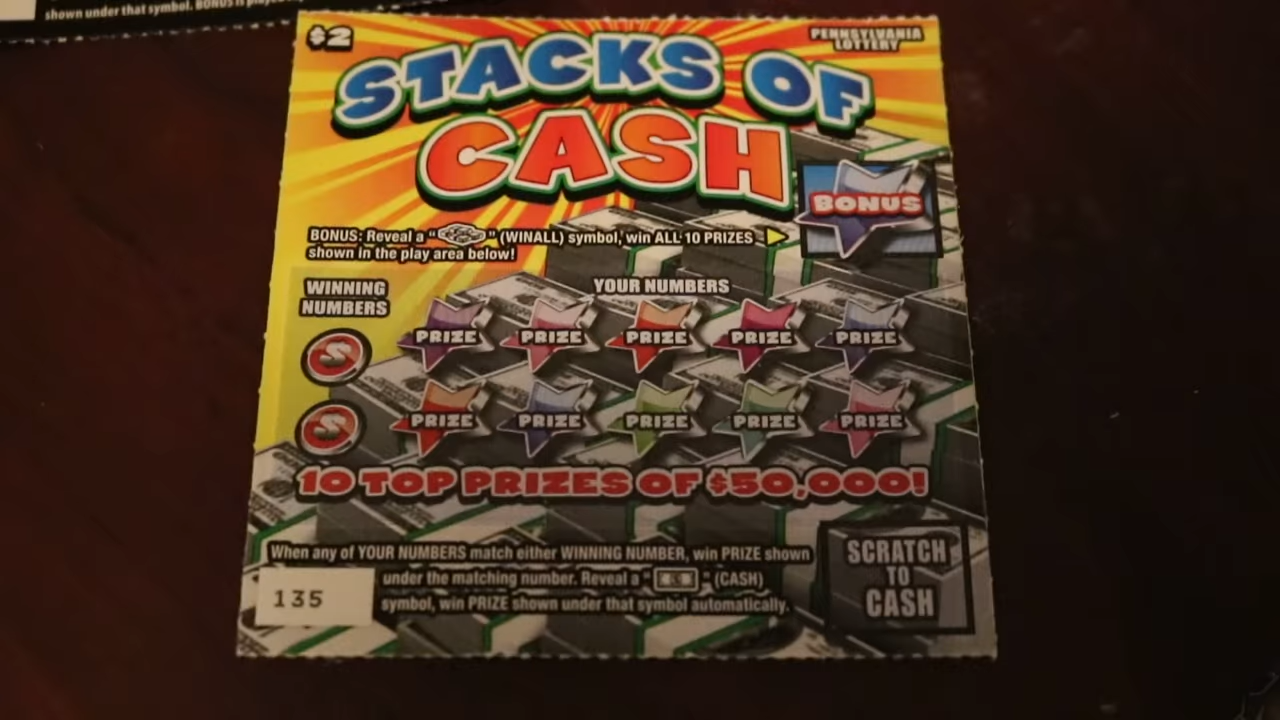 shown under that symbol. BONUS is
$2
PENNSYLVANIA
LOTTERY
STACKS OF
CASH
BONUS
BONUS: Reveal a " " (WINALL) symbol, win ALL 10 PRIZES
shown in the play area below!
WINNING
NUMBERS
YOUR NUMBERS
PRIZE PRIZE PRIZE PRIZE PRIZE
$
PRIZE PRIZE PRIZE PRIZE PRIZE
$
10 TOP PRIZES OF $50,000!
When any of YOUR NUMBERS match either WINNING NUMBER, win PRIZE shown
under the matching number. Reveal a " " (CASH)
symbol, win PRIZE shown under that symbol automatically.
135
SCRATCH
TO
CASH